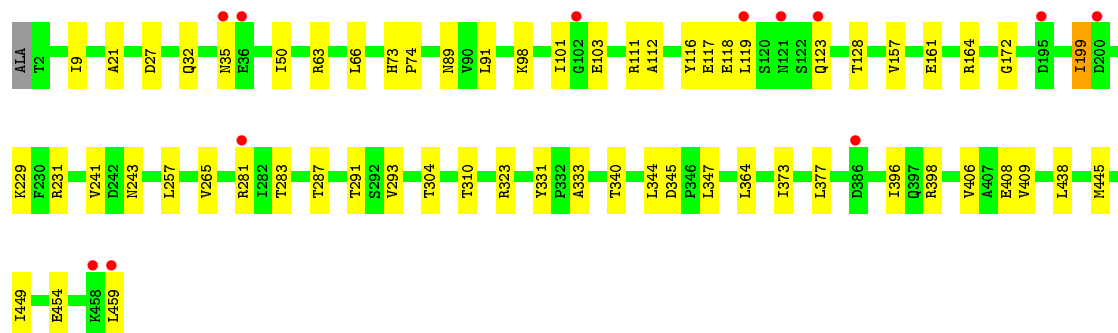 ALA T2 I9 A21 D27 Q32 N35 E36 I50 R63 L66 H73 P74 N89 V90 L91 K98 I101 G102 E103 R111 A112 Y116 E117 E118 L119 S120 N121 S122 Q123 T128 V157 E161 R164 G172 D195 I199 D200
K229 F230 R231 V241 D242 N243 L257 V265 R281 I282 T283 T287 T291 S292 V293 T304 T310 R323 Y331 P332 A333 T340 L344 D345 P346 L347 L364 I373 L377 D386 I396 Q397 R398 V406 A407 E408 V409 L438 M445
I449 E454 K458 L459